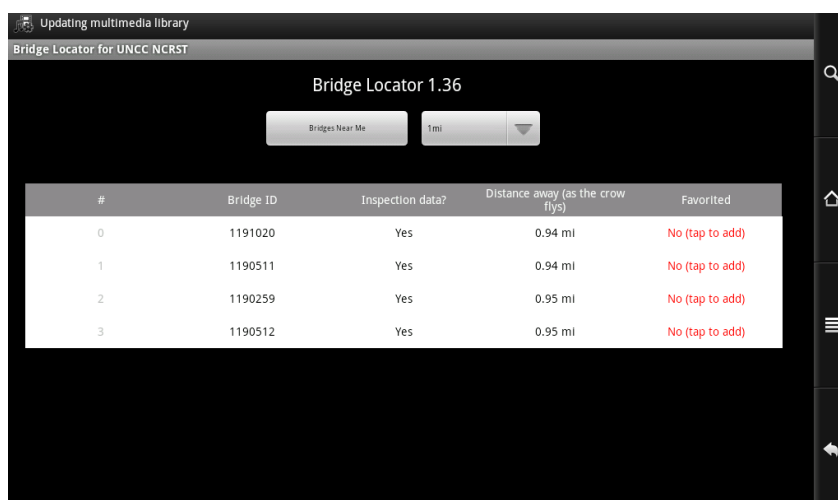 Updating multimedia library
Bridge Locator for UNCC NCRST
Bridge Locator 1.36
Bridges Near Me 1mi
# Bridge ID Inspection data? Distance away (as the crow flys) Favorited
0 1191020 Yes 0.94 mi No (tap to add)
1 1190511 Yes 0.94 mi No (tap to add)
2 1190259 Yes 0.95 mi No (tap to add)
3 1190512 Yes 0.95 mi No (tap to add)